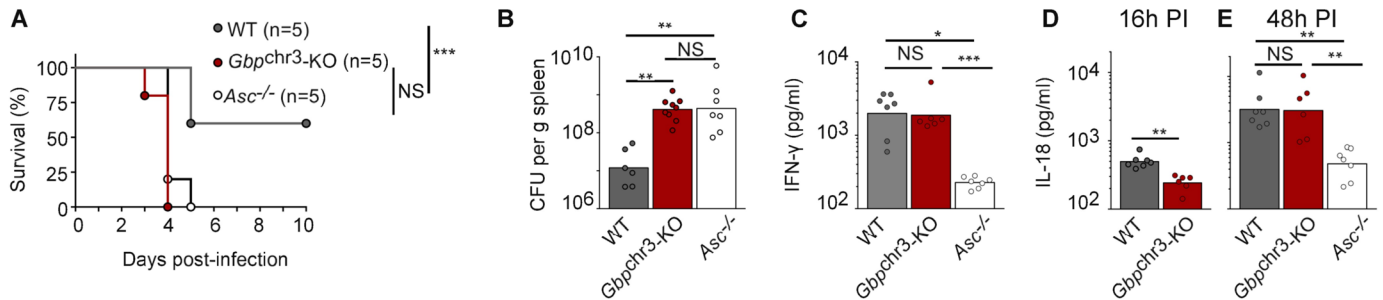 A
WT (n=5)
Gbpchr3-KO (n=5)
Asc-/- (n=5)
NS
***
Survival (%)
100
75
50
25
0
0 2 4 6 8 10
Days post-infection
B
CFU per g spleen
10^10
10^8
10^6
**
NS
**
WT
Gbpchr3-KO
Asc-/-
C
IFN-γ (pg/ml)
10^4
10^3
10^2
*
NS
***
WT
Gbpchr3-KO
Asc-/-
D
16h PI
IL-18 (pg/ml)
10^4
10^3
10^2
**
WT
Gbpchr3-KO
E
48h PI
**
NS
**
WT
Gbpchr3-KO
Asc-/-